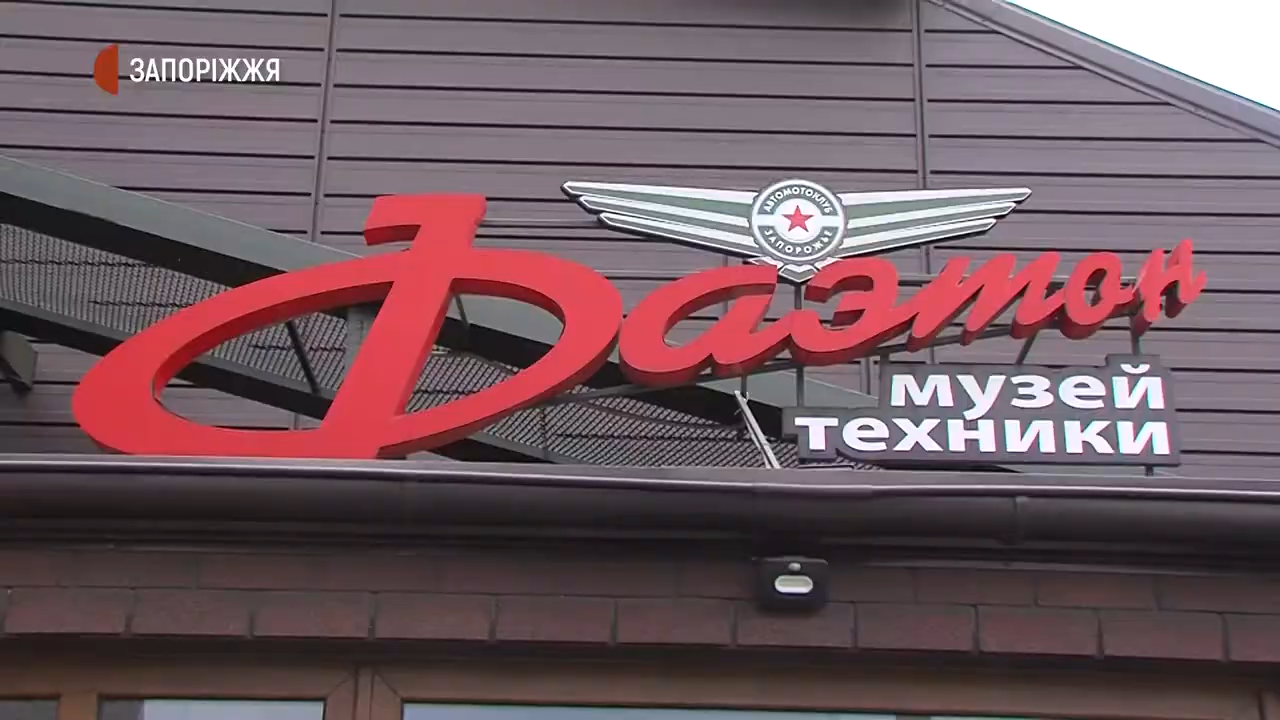 ЗАПОРІЖЖЯ
АВТОМОТОКЛУБ
ЗАПОРОЖЬЕ
Фаэтон
музей
техники